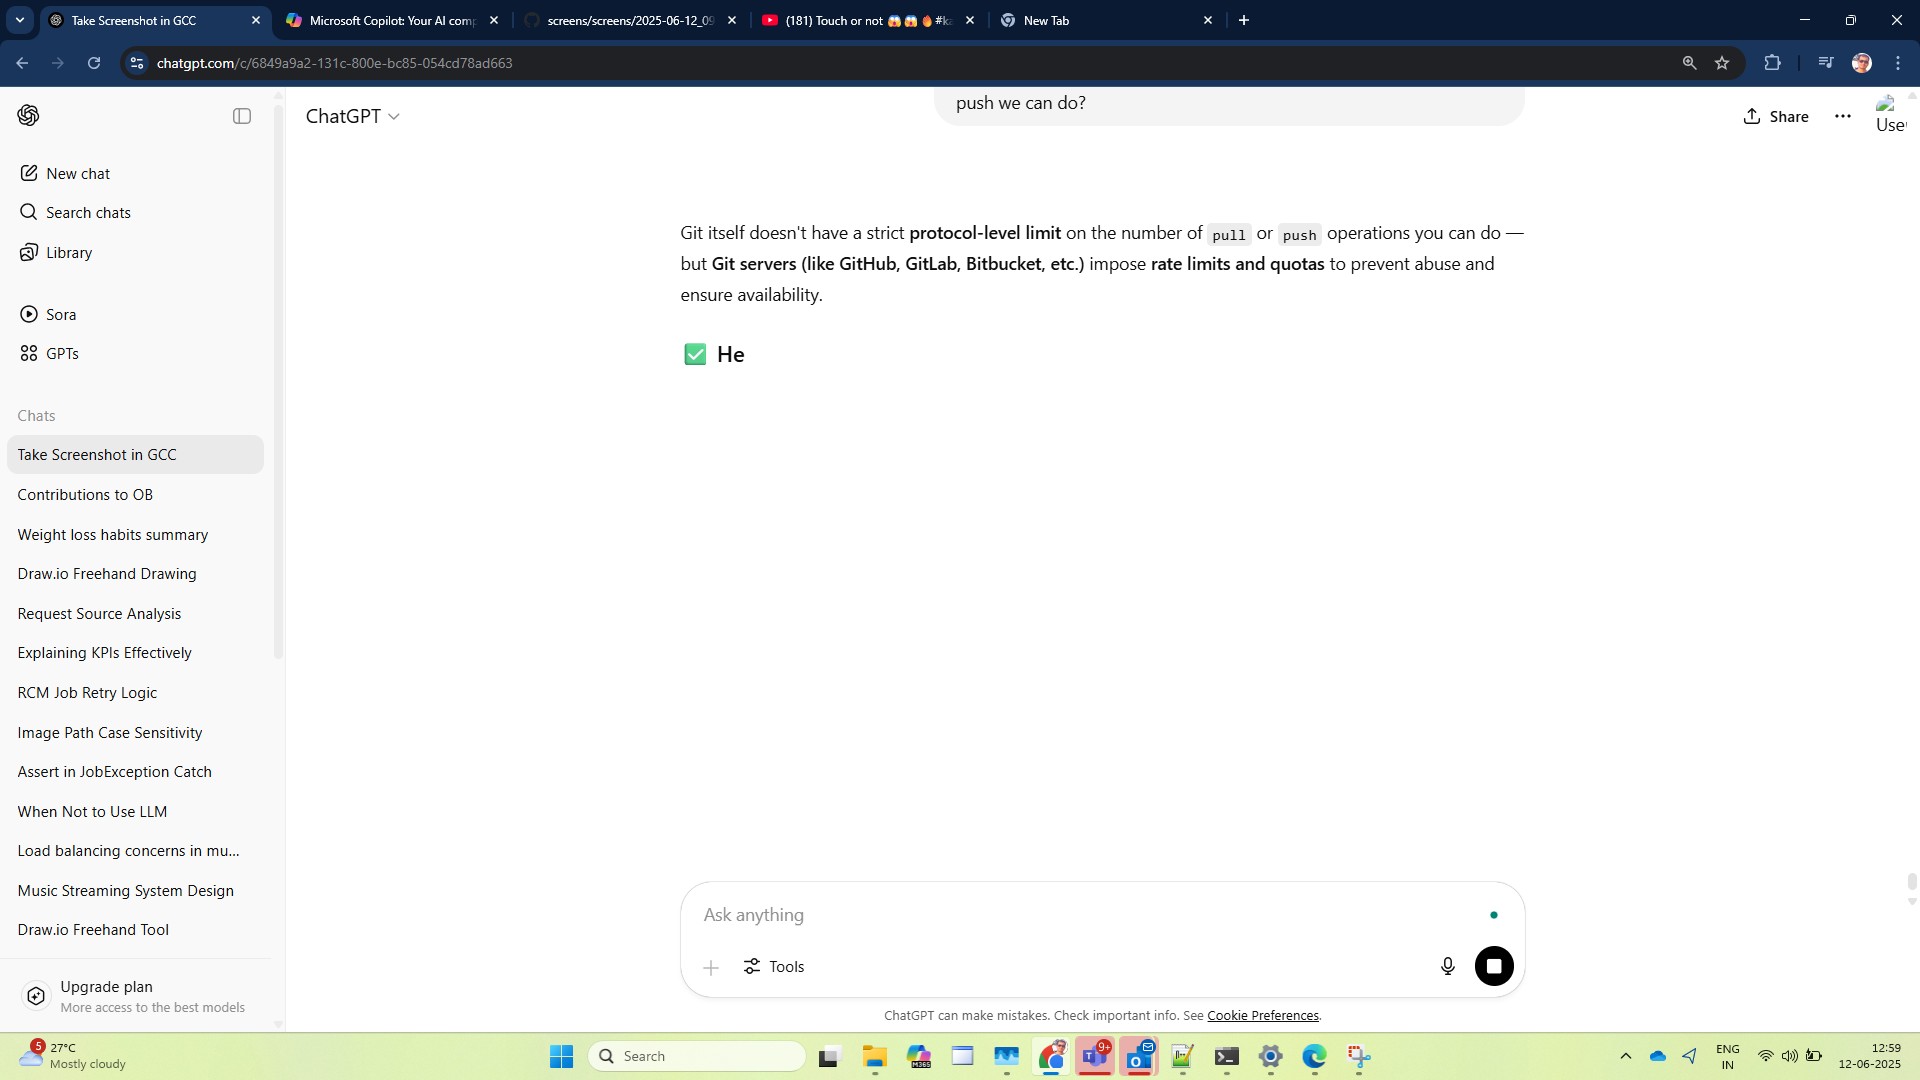 Take Screenshot in GCC
Microsoft Copilot: Your AI comp
screens/screens/2025-06-12_09
(181) Touch or not 😱😱🔥#k
New Tab
chatgpt.com/c/6849a9a2-131c-800e-bc85-054cd78ad663
ChatGPT
push we can do?
Share
Use
New chat
Search chats
Library
Sora
GPTs
Chats
Take Screenshot in GCC
Contributions to OB
Weight loss habits summary
Draw.io Freehand Drawing
Request Source Analysis
Explaining KPIs Effectively
RCM Job Retry Logic
Image Path Case Sensitivity
Assert in JobException Catch
When Not to Use LLM
Load balancing concerns in mu...
Music Streaming System Design
Draw.io Freehand Tool
Upgrade plan
More access to the best models
Git itself doesn't have a strict protocol-level limit on the number of pull or push operations you can do —
but Git servers (like GitHub, GitLab, Bitbucket, etc.) impose rate limits and quotas to prevent abuse and
ensure availability.
✅ He
Ask anything
Tools
ChatGPT can make mistakes. Check important info. See Cookie Preferences.
5
27°C
Mostly cloudy
Search
M365
9+
ENG
IN
12:59
12-06-2025